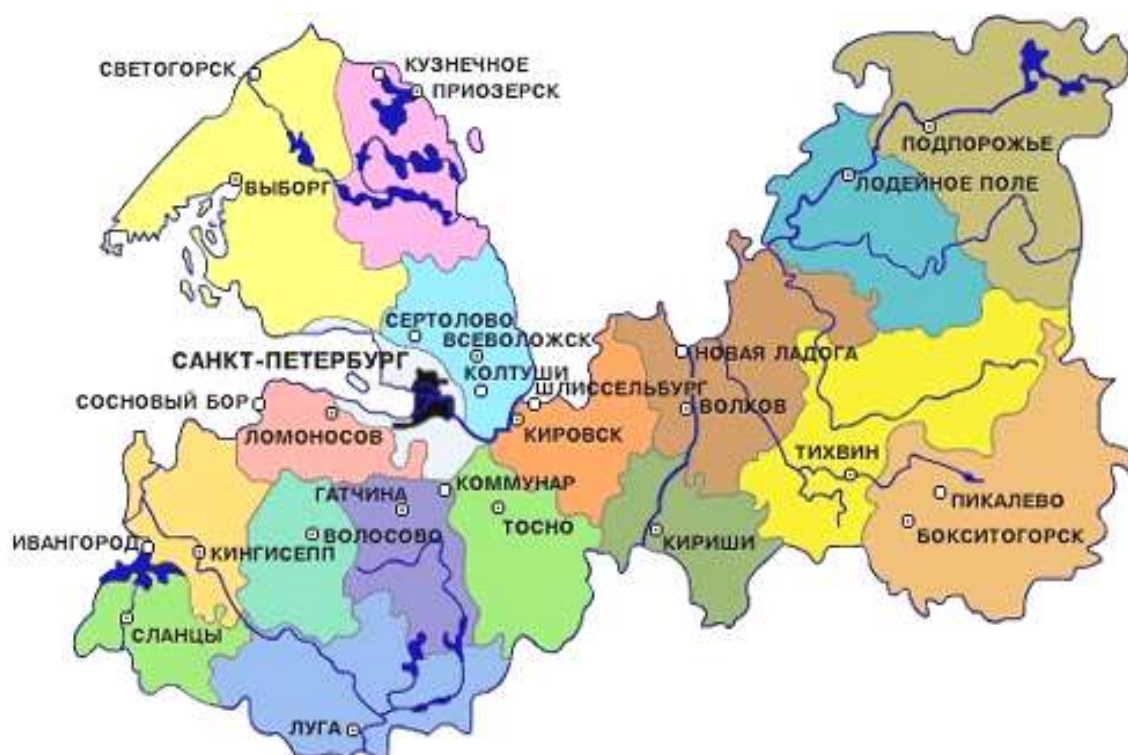 СВЕТОГОРСК
КУЗНЕЧНОЕ
ПРИОЗЕРСК
ПОДПОРОЖЬЕ
ВЫБОРГ
ЛОДЕЙНОЕ ПОЛЕ
СЕРТОЛОВО
ВСЕВОЛОЖСК
САНКТ-ПЕТЕРБУРГ
КОЛТУШИ
НОВАЯ ЛАДОГА
ШЛИССЕЛЬБУРГ
СОСНОВЫЙ БОР
ВОЛХОВ
ЛОМОНОСОВ
КИРОВСК
ТИХВИН
ГАТЧИНА
КОММУНАР
ПИКАЛЕВО
ТОСНО
ИВАНГОРОД
КИНГИСЕПП
ВОЛОСОВО
КИРИШИ
БОКСИТОГОРСК
СЛАНЦЫ
ЛУГА